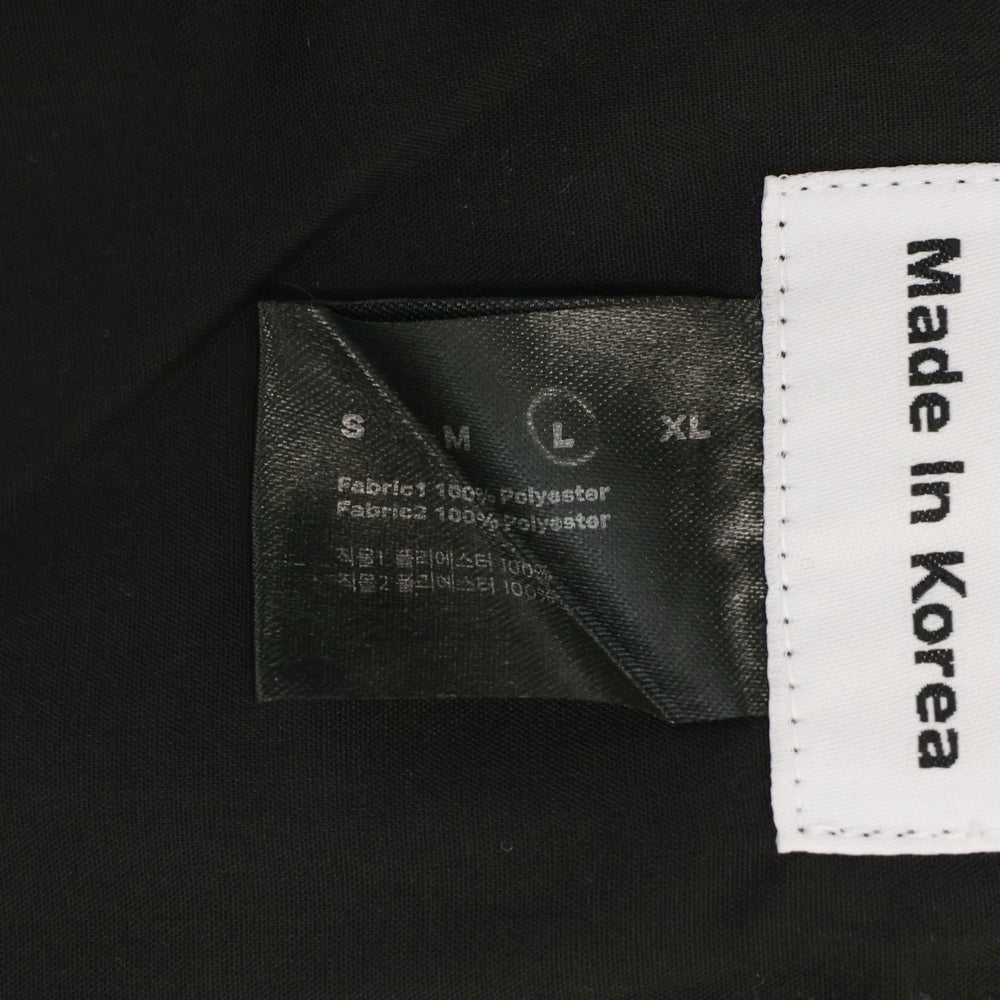 S M L XL
Fabric1 100% Polyester
Fabric2 100% Polyester
직물1 폴리에스터 100%
직물2 폴리에스터 100%
Made In Korea